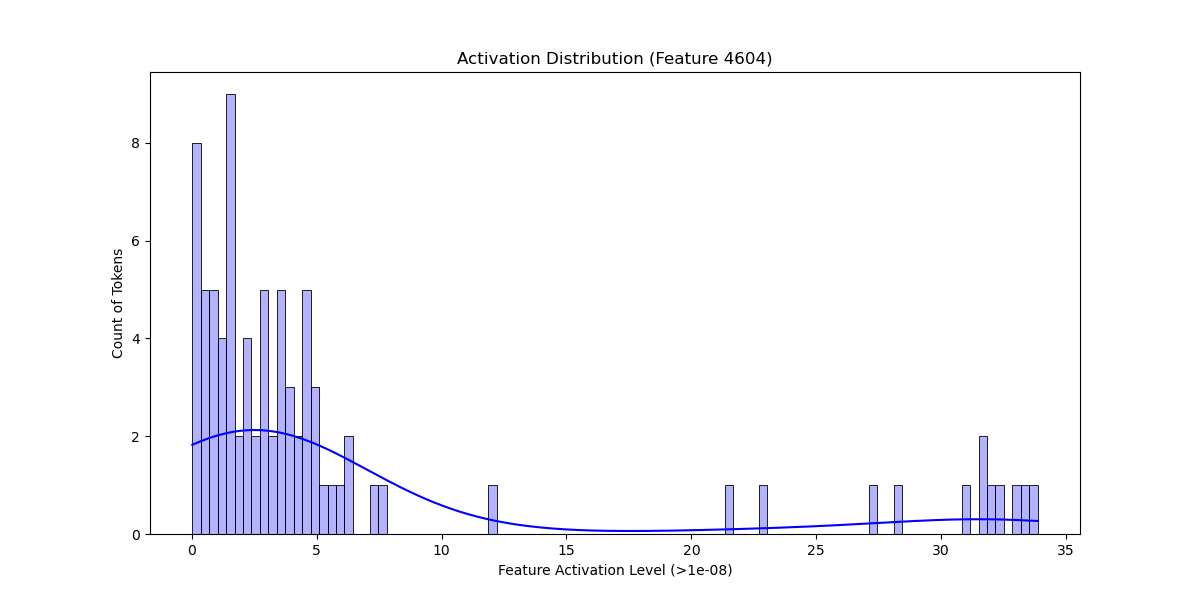 Activation Distribution (Feature 4604)
Count of Tokens
8
6
4
2
0
0 5 10 15 20 25 30 35
Feature Activation Level (>1e-08)